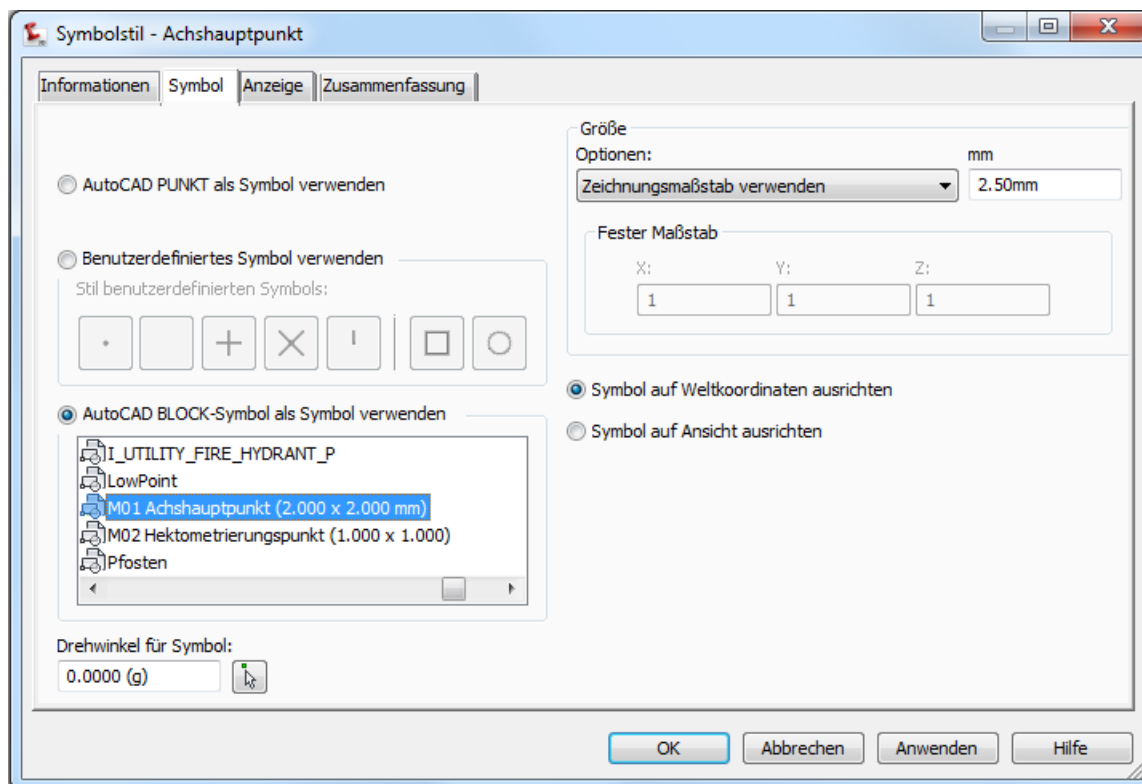 Symbolstil - Achshauptpunkt
Informationen Symbol Anzeige Zusammenfassung
AutoCAD PUNKT als Symbol verwenden
Benutzerdefiniertes Symbol verwenden
Stil benutzerdefinierten Symbols:
AutoCAD BLOCK-Symbol als Symbol verwenden
I_UTILITY_FIRE_HYDRANT_P
LowPoint
M01 Achshauptpunkt (2.000 x 2.000 mm)
M02 Hektometrierungspunkt (1.000 x 1.000)
Pfosten
Drehwinkel für Symbol:
0.0000 (g)
Größe
Optionen: mm
Zeichnungsmaßstab verwenden 2.50mm
Fester Maßstab
X: Y: Z:
1 1 1
Symbol auf Weltkoordinaten ausrichten
Symbol auf Ansicht ausrichten
OK Abbrechen Anwenden Hilfe